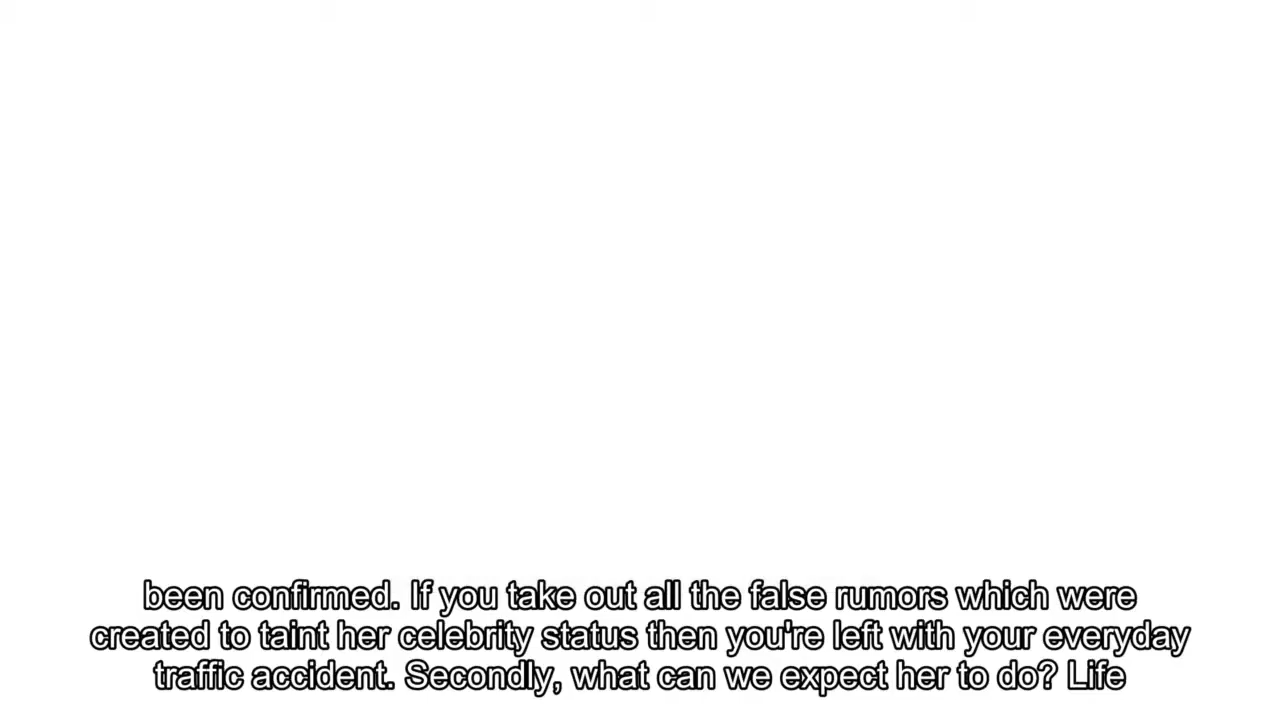 been confirmed. If you take out all the false rumors which were
created to taint her celebrity status then you're left with your everyday
traffic accident. Secondly, what can we expect her to do? Life